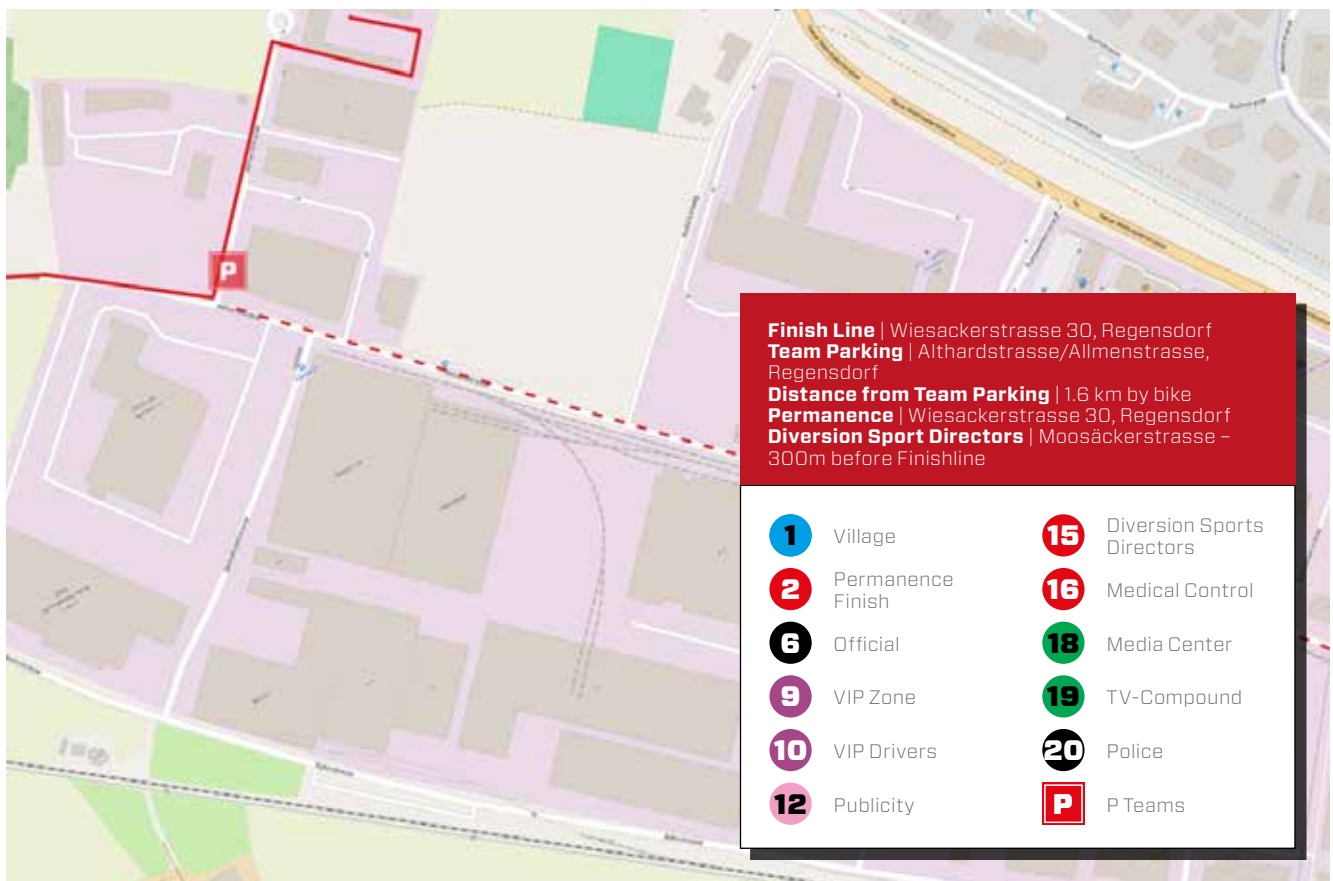 P
Finish Line | Wiesackerstrasse 30, Regensdorf
Team Parking | Althardstrasse/Allmenstrasse,
Regensdorf
Distance from Team Parking | 1.6 km by bike
Permanence | Wiesackerstrasse 30, Regensdorf
Diversion Sport Directors | Moosäckerstrasse –
300m before Finishline
1 Village
2 Permanence
Finish
6 Official
9 VIP Zone
10 VIP Drivers
12 Publicity
15 Diversion Sports
Directors
16 Medical Control
18 Media Center
19 TV-Compound
20 Police
P P Teams